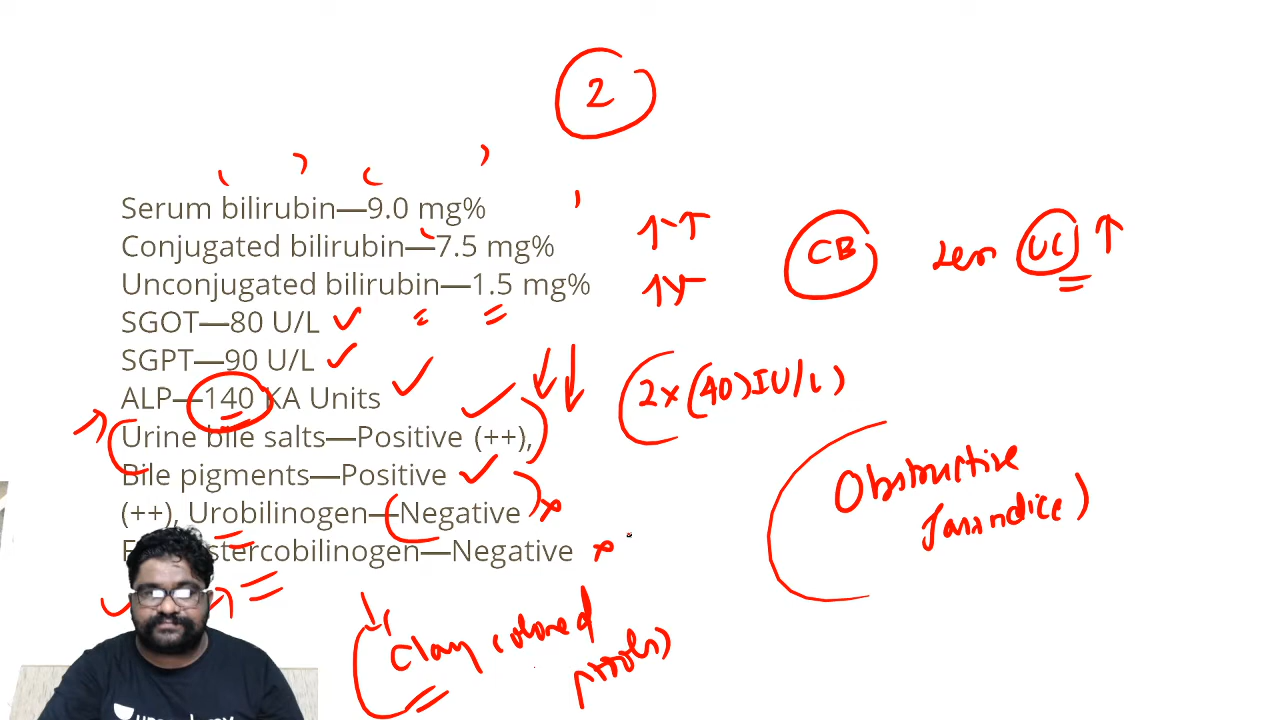 2
Serum bilirubin—9.0 mg%
Conjugated bilirubin—7.5 mg%
Unconjugated bilirubin—1.5 mg%
SGOT—80 U/L
SGPT—90 U/L
ALP—140 KA Units
Urine bile salts—Positive (++),
Bile pigments—Positive
(++), Urobilinogen—Negative
stercobilinogen—Negative
CB
UC
2x (40) IU/L)
Obstructive
Jaundice)
Clay colored
stools)